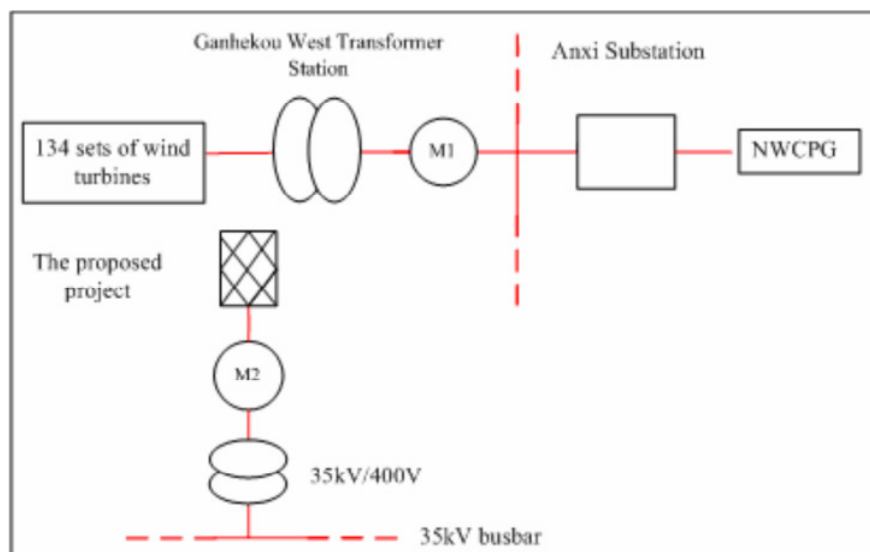 Ganhekou West Transformer
Station
Anxi Substation
134 sets of wind
turbines
M1
NWCPG
The proposed
project
M2
35kV/400V
35kV busbar